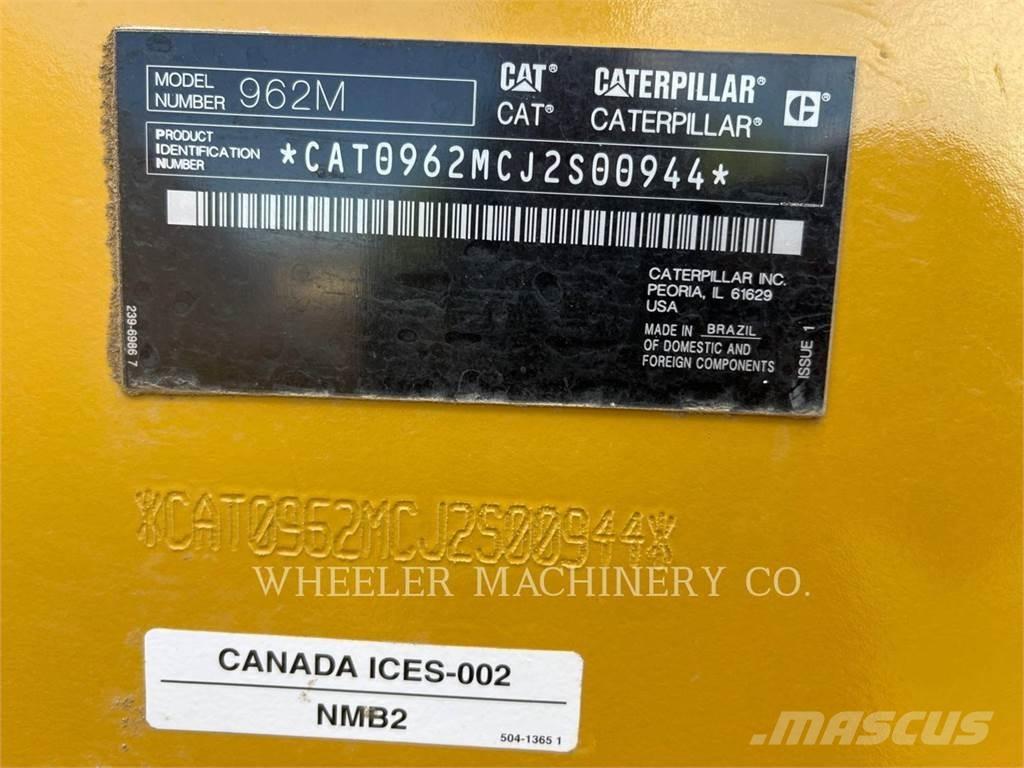 MODEL NUMBER 962M
CAT® CATERPILLAR®
CAT® CATERPILLAR® C®
PRODUCT IDENTIFICATION NUMBER *CAT0962MCJ2S00944*
CATERPILLAR INC.
PEORIA, IL 61629
USA
MADE IN BRAZIL
OF DOMESTIC AND
FOREIGN COMPONENTS
ISSUE 1
239-6986 7
*CAT0962MCJ2S00944*
WHEELER MACHINERY CO.
CANADA ICES-002
NMB2
504-1365 1
MASCUS